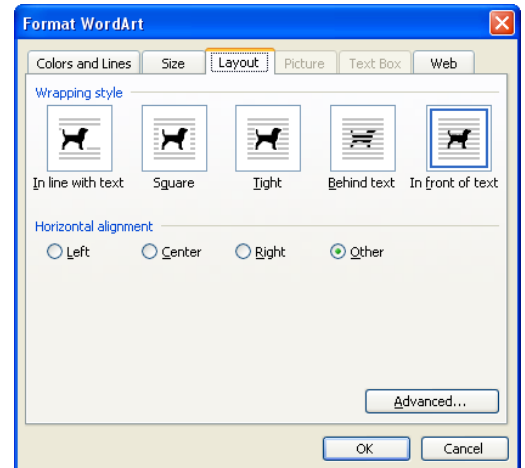 Format WordArt
Colors and Lines Size Layout Picture Text Box Web
Wrapping style
In line with text Square Tight Behind text In front of text
Horizontal alignment
Left Center Right Other
Advanced...
OK Cancel